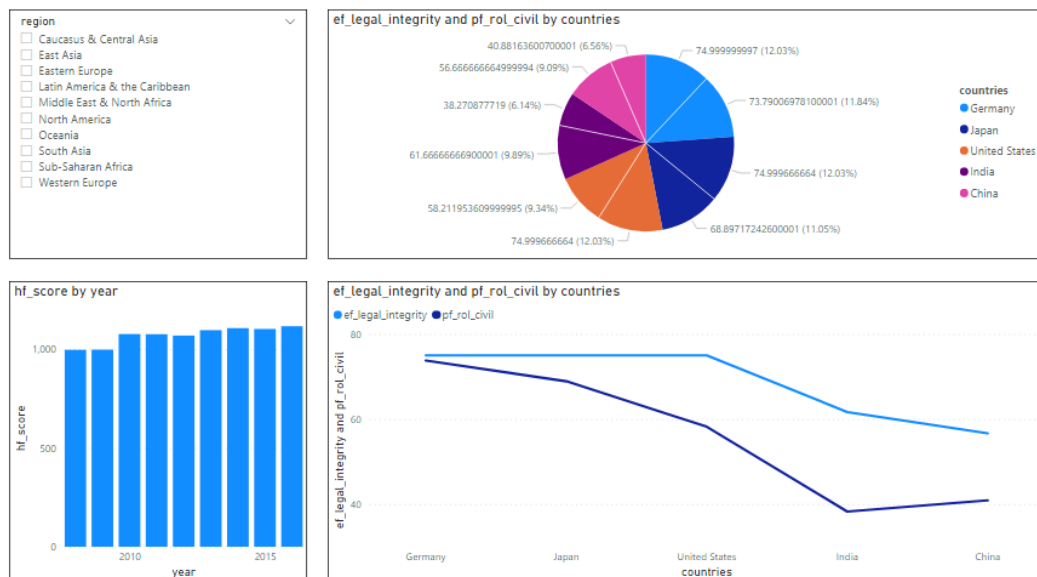 region
Caucasus & Central Asia
East Asia
Eastern Europe
Latin America & the Caribbean
Middle East & North Africa
North America
Oceania
South Asia
Sub-Saharan Africa
Western Europe
ef_legal_integrity and pf_rol_civil by countries
40.88163600700001 (6.56%)
74.999999997 (12.03%)
56.666666664999994 (9.09%)
38.270877719 (6.14%)
73.79006978100001 (11.84%)
61.66666666900001 (9.89%)
74.999666664 (12.03%)
58.211953609999995 (9.34%)
68.89717242600001 (11.05%)
74.999666664 (12.03%)
countries
Germany
Japan
United States
India
China
hf_score by year
1,000
500
0
hf_score
2010
2015
year
ef_legal_integrity and pf_rol_civil by countries
ef_legal_integrity pf_rol_civil
80
60
40
ef_legal_integrity and pf_rol_civil
Germany Japan United States India China
countries